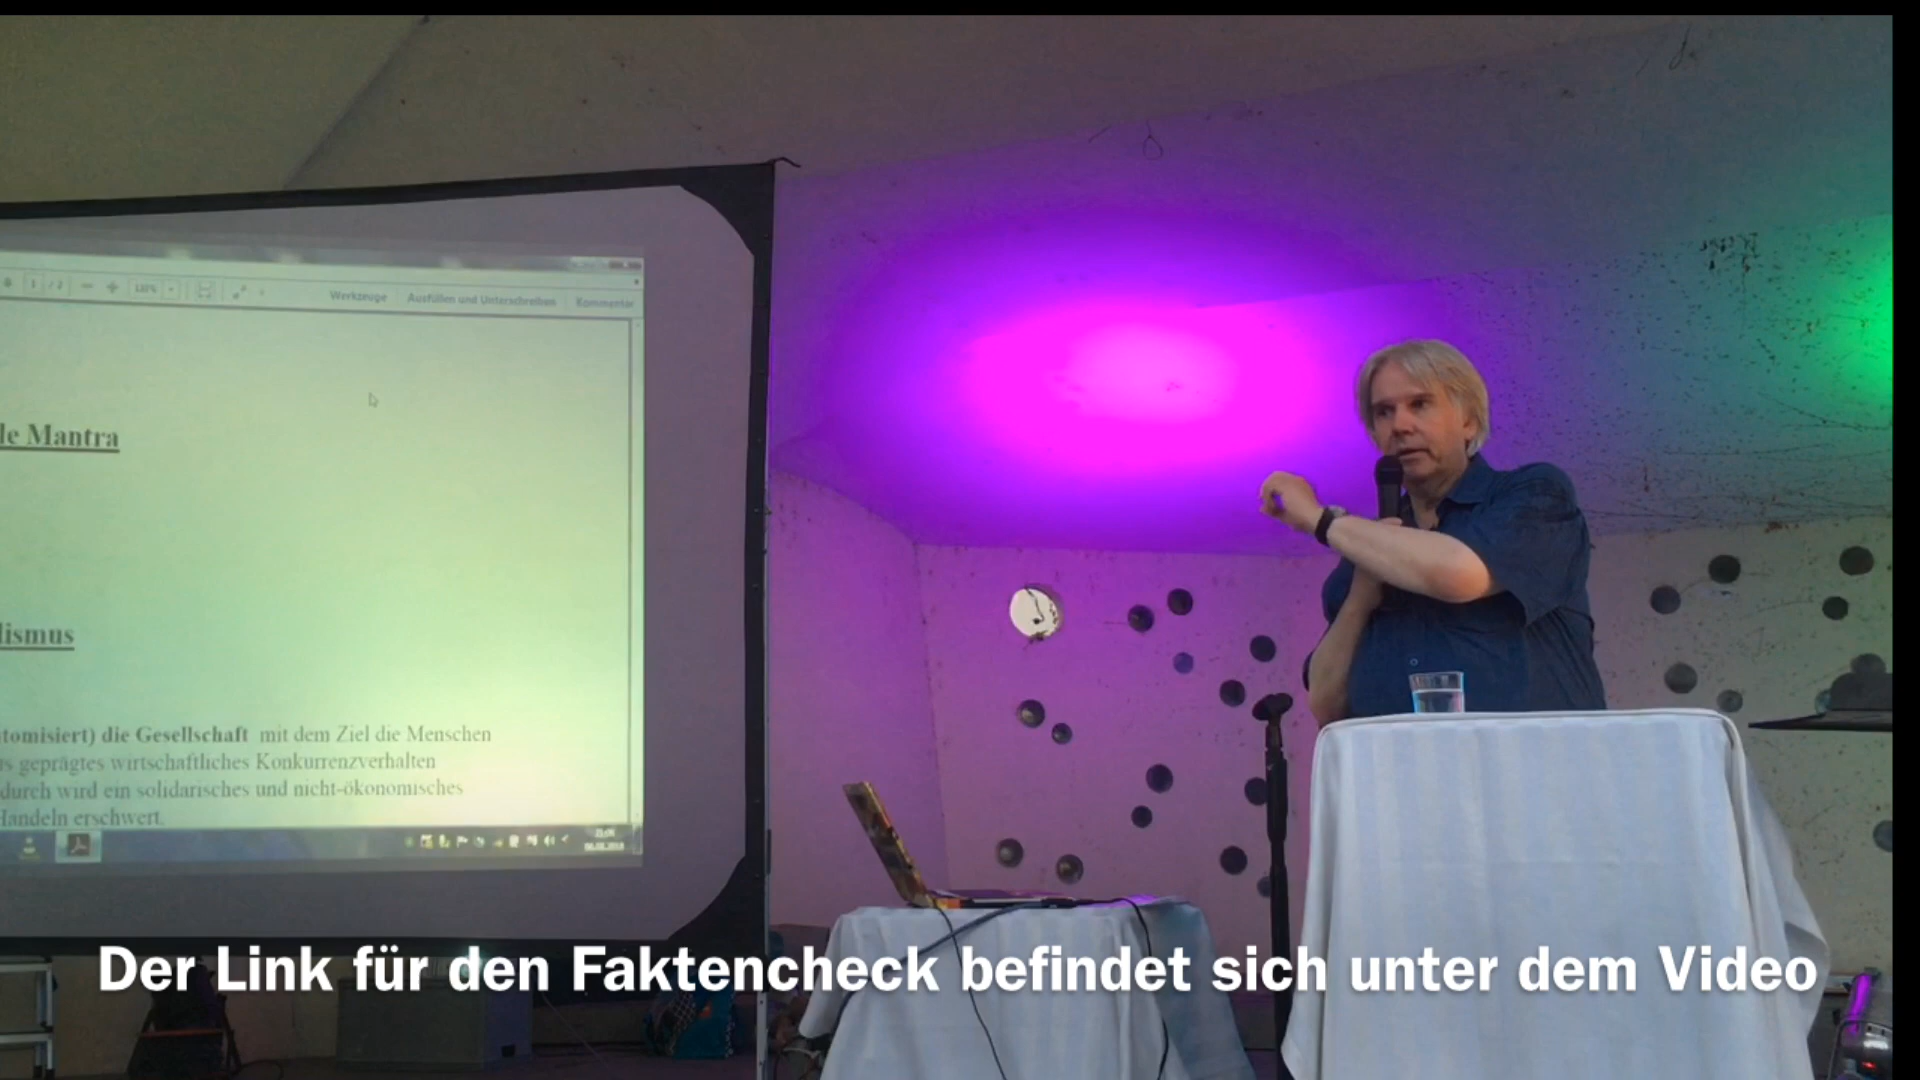 Werkzeuge Ausfüllen und Unterschreiben Kommentar
le Mantra
lismus
tomisiert) die Gesellschaft mit dem Ziel die Menschen
s geprägtes wirtschaftliches Konkurrenzverhalten
durch wird ein solidarisches und nicht-ökonomisches
Handeln erschwert.
Der Link für den Faktencheck befindet sich unter dem Video